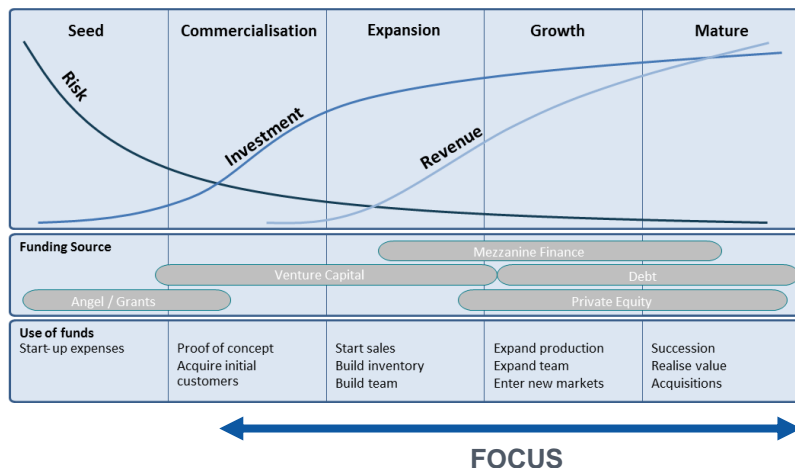 Seed Commercialisation Expansion Growth Mature
Risk
Investment
Revenue
Funding Source
Mezzanine Finance
Venture Capital Debt
Angel / Grants Private Equity
Use of funds
Start-up expenses
Proof of concept
Acquire initial
customers
Start sales
Build inventory
Build team
Expand production
Expand team
Enter new markets
Succession
Realise value
Acquisitions
FOCUS